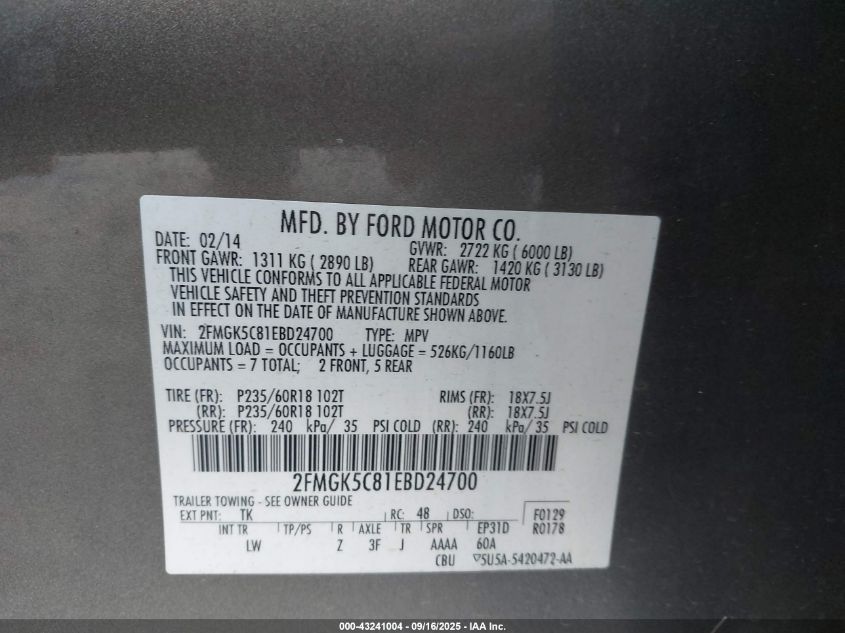 MFD. BY FORD MOTOR CO.
DATE: 02/14 GVWR: 2722 KG ( 6000 LB)
FRONT GAWR: 1311 KG ( 2890 LB) REAR GAWR: 1420 KG ( 3130 LB)
THIS VEHICLE CONFORMS TO ALL APPLICABLE FEDERAL MOTOR
VEHICLE SAFETY AND THEFT PREVENTION STANDARDS
IN EFFECT ON THE DATE OF MANUFACTURE SHOWN ABOVE.
VIN: 2FMGK5C81EBD24700 TYPE: MPV
MAXIMUM LOAD = OCCUPANTS + LUGGAGE = 526KG/1160LB
OCCUPANTS = 7 TOTAL; 2 FRONT, 5 REAR
TIRE (FR): P235/60R18 102T RIMS (FR): 18X7.5J
(RR): P235/60R18 102T (RR): 18X7.5J
PRESSURE (FR): 240 kPa/ 35 PSI COLD (RR): 240 kPa/ 35 PSI COLD
2FMGK5C81EBD24700
TRAILER TOWING - SEE OWNER GUIDE
EXT PNT: TK RC: 48 DSO: F0129
INT TR TP/PS R AXLE TR SPR EP31D R0178
LW Z 3F J AAAA 60A
CBU 5U5A-5420472-AA
000-43241004 - 09/16/2025 - IAA Inc.